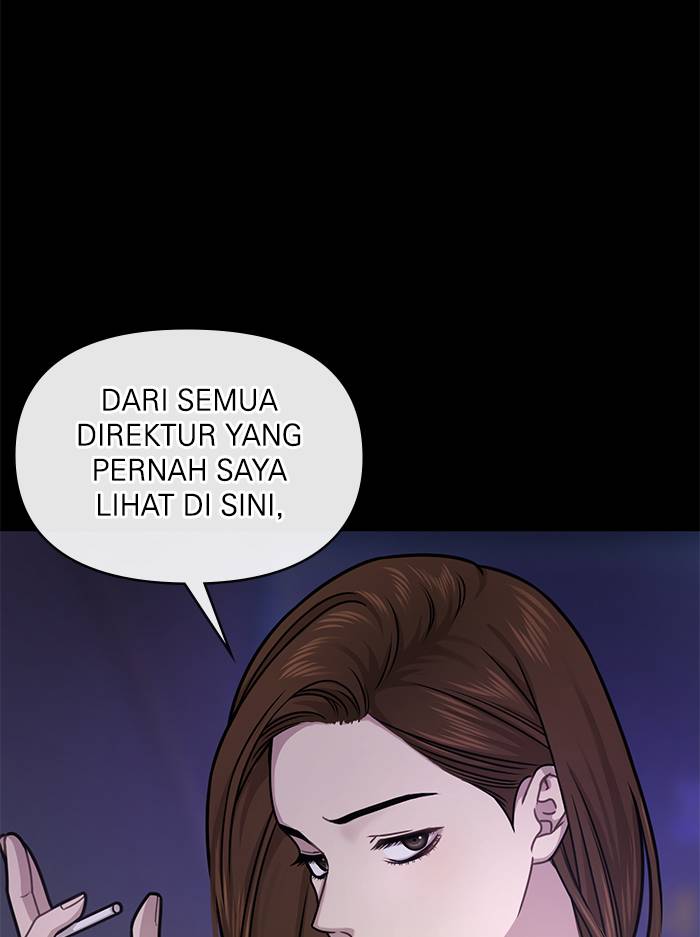 DARI SEMUA
DIREKTUR YANG
PERNAH SAYA
LIHAT DI SINI,